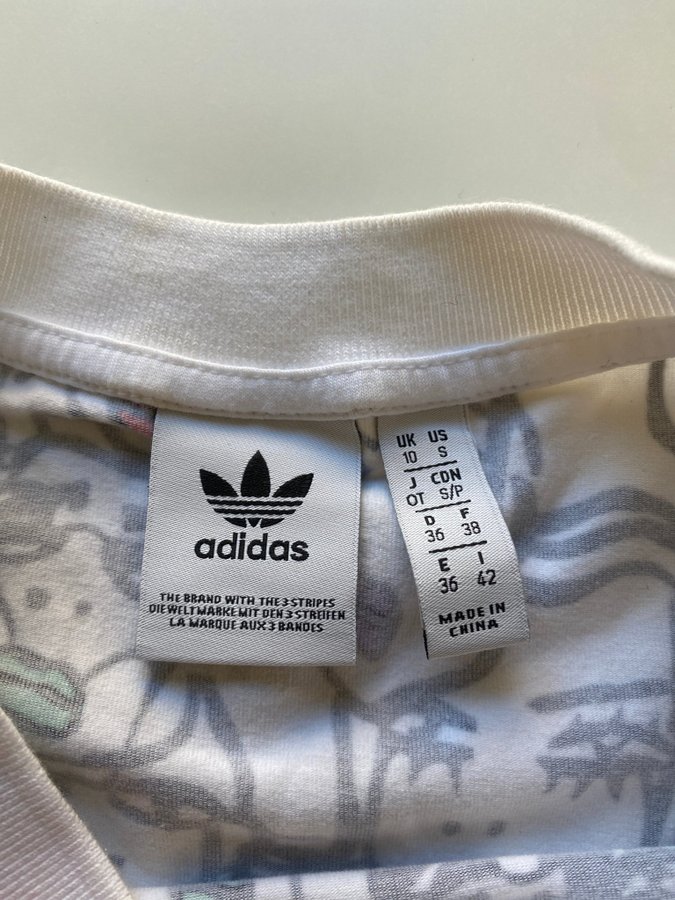 adidas
THE BRAND WITH THE 3 STRIPES
DIE WELTMARKE MIT DEN 3 STREIFEN
LA MARQUE AUX 3 BANDES
UK US
10 S
J CDN
OT S/P
D F
36 38
E I
36 42
MADE IN
CHINA